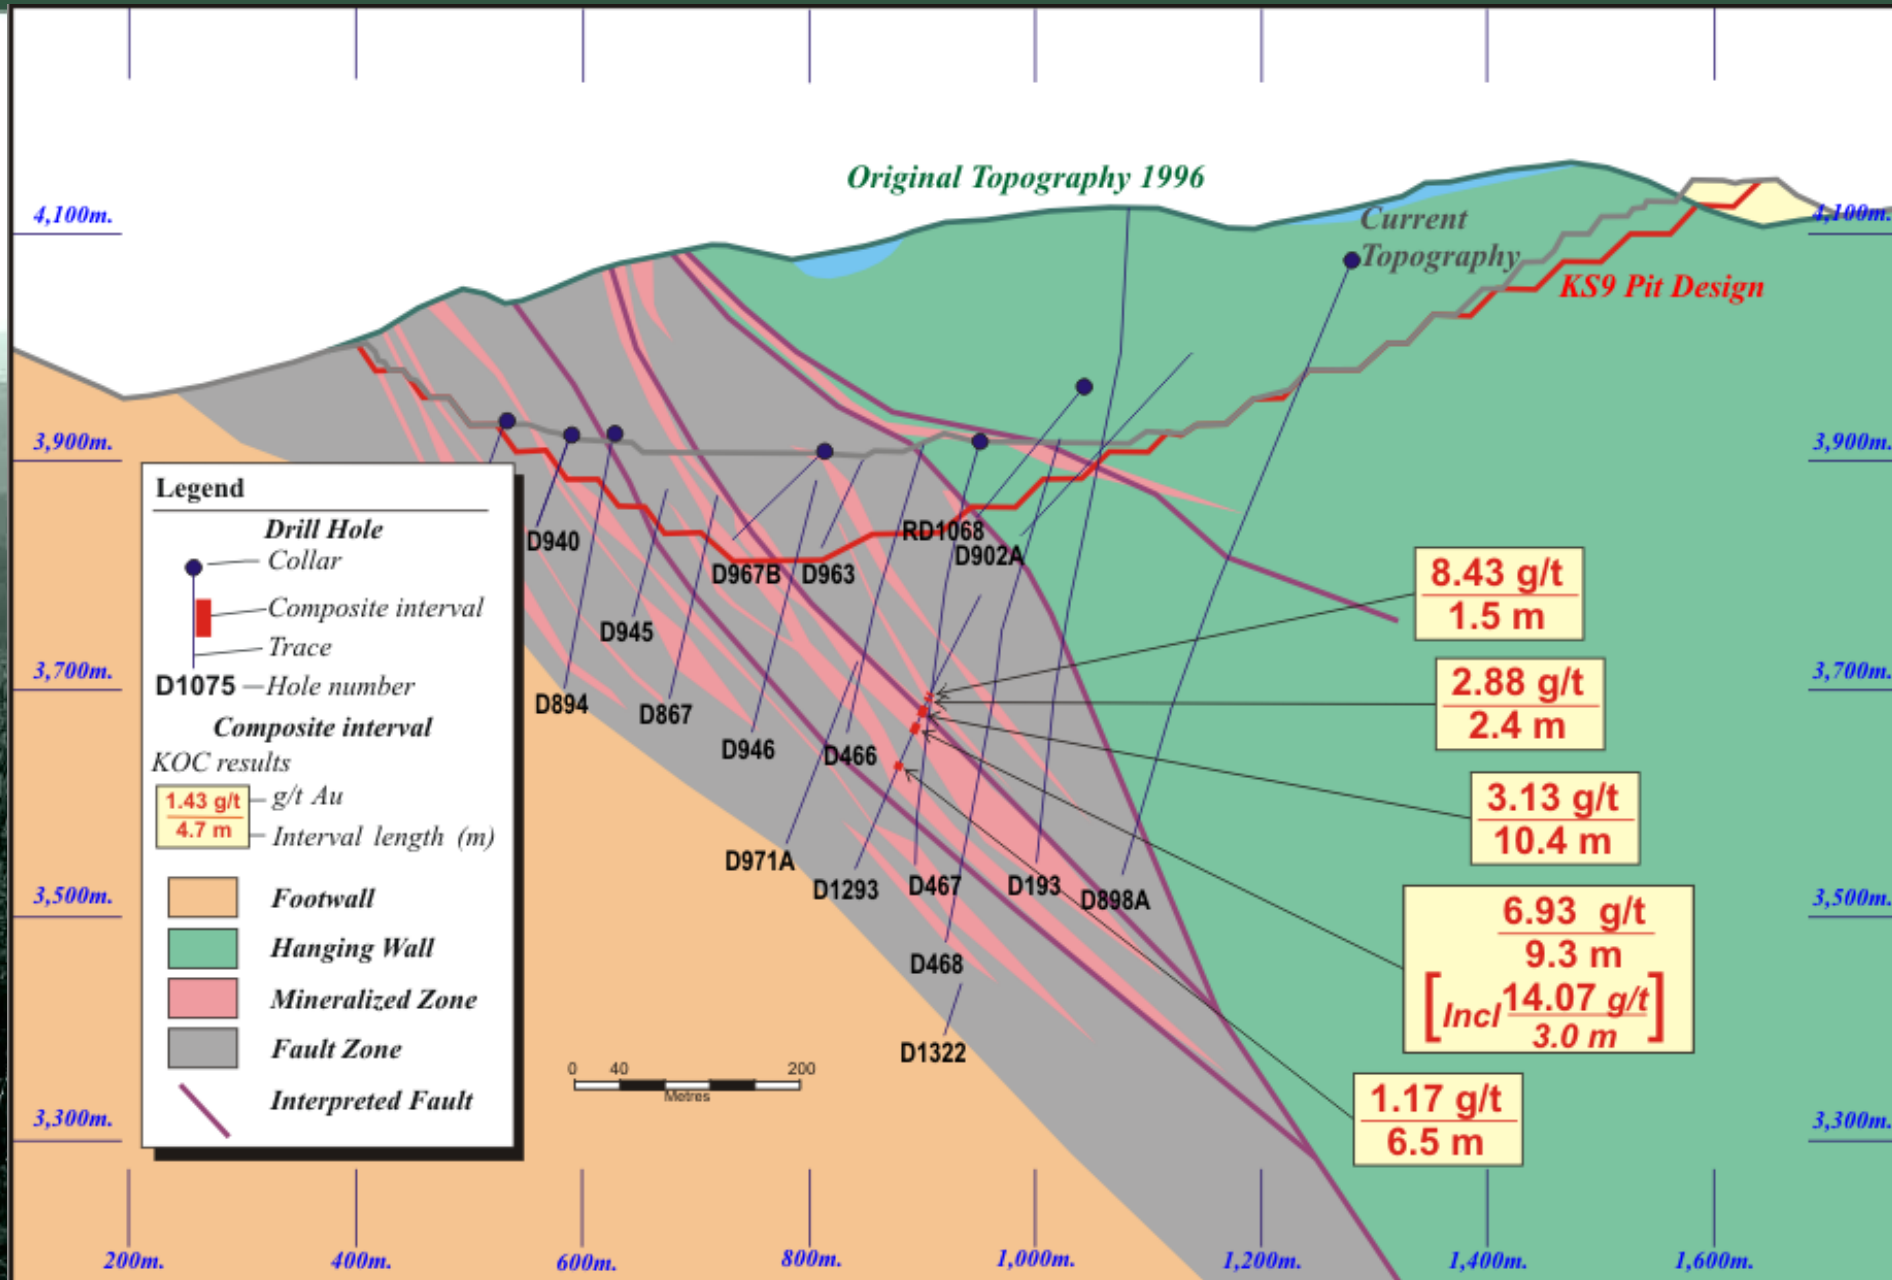 Original Topography 1996
Current
Topography
KS9 Pit Design
4,100m.
3,900m.
3,700m.
3,500m.
3,300m.
4,100m.
3,900m.
3,700m.
3,500m.
3,300m.
Legend
Drill Hole
Collar
Composite interval
Trace
D1075
Hole number
Composite interval
KOC results
1.43 g/t
4.7 m
g/t Au
Interval length (m)
Footwall
Hanging Wall
Mineralized Zone
Fault Zone
Interpreted Fault
D940
D967B
D963
RD1068
D902A
D945
D894
D867
D946
D466
D971A
D1293
D467
D193
D898A
D468
D1322
8.43 g/t
1.5 m
2.88 g/t
2.4 m
3.13 g/t
10.4 m
6.93 g/t
9.3 m
[Incl 14.07 g/t
3.0 m]
1.17 g/t
6.5 m
0 40 200
Metres
200m. 400m. 600m. 800m. 1,000m. 1,200m. 1,400m. 1,600m.